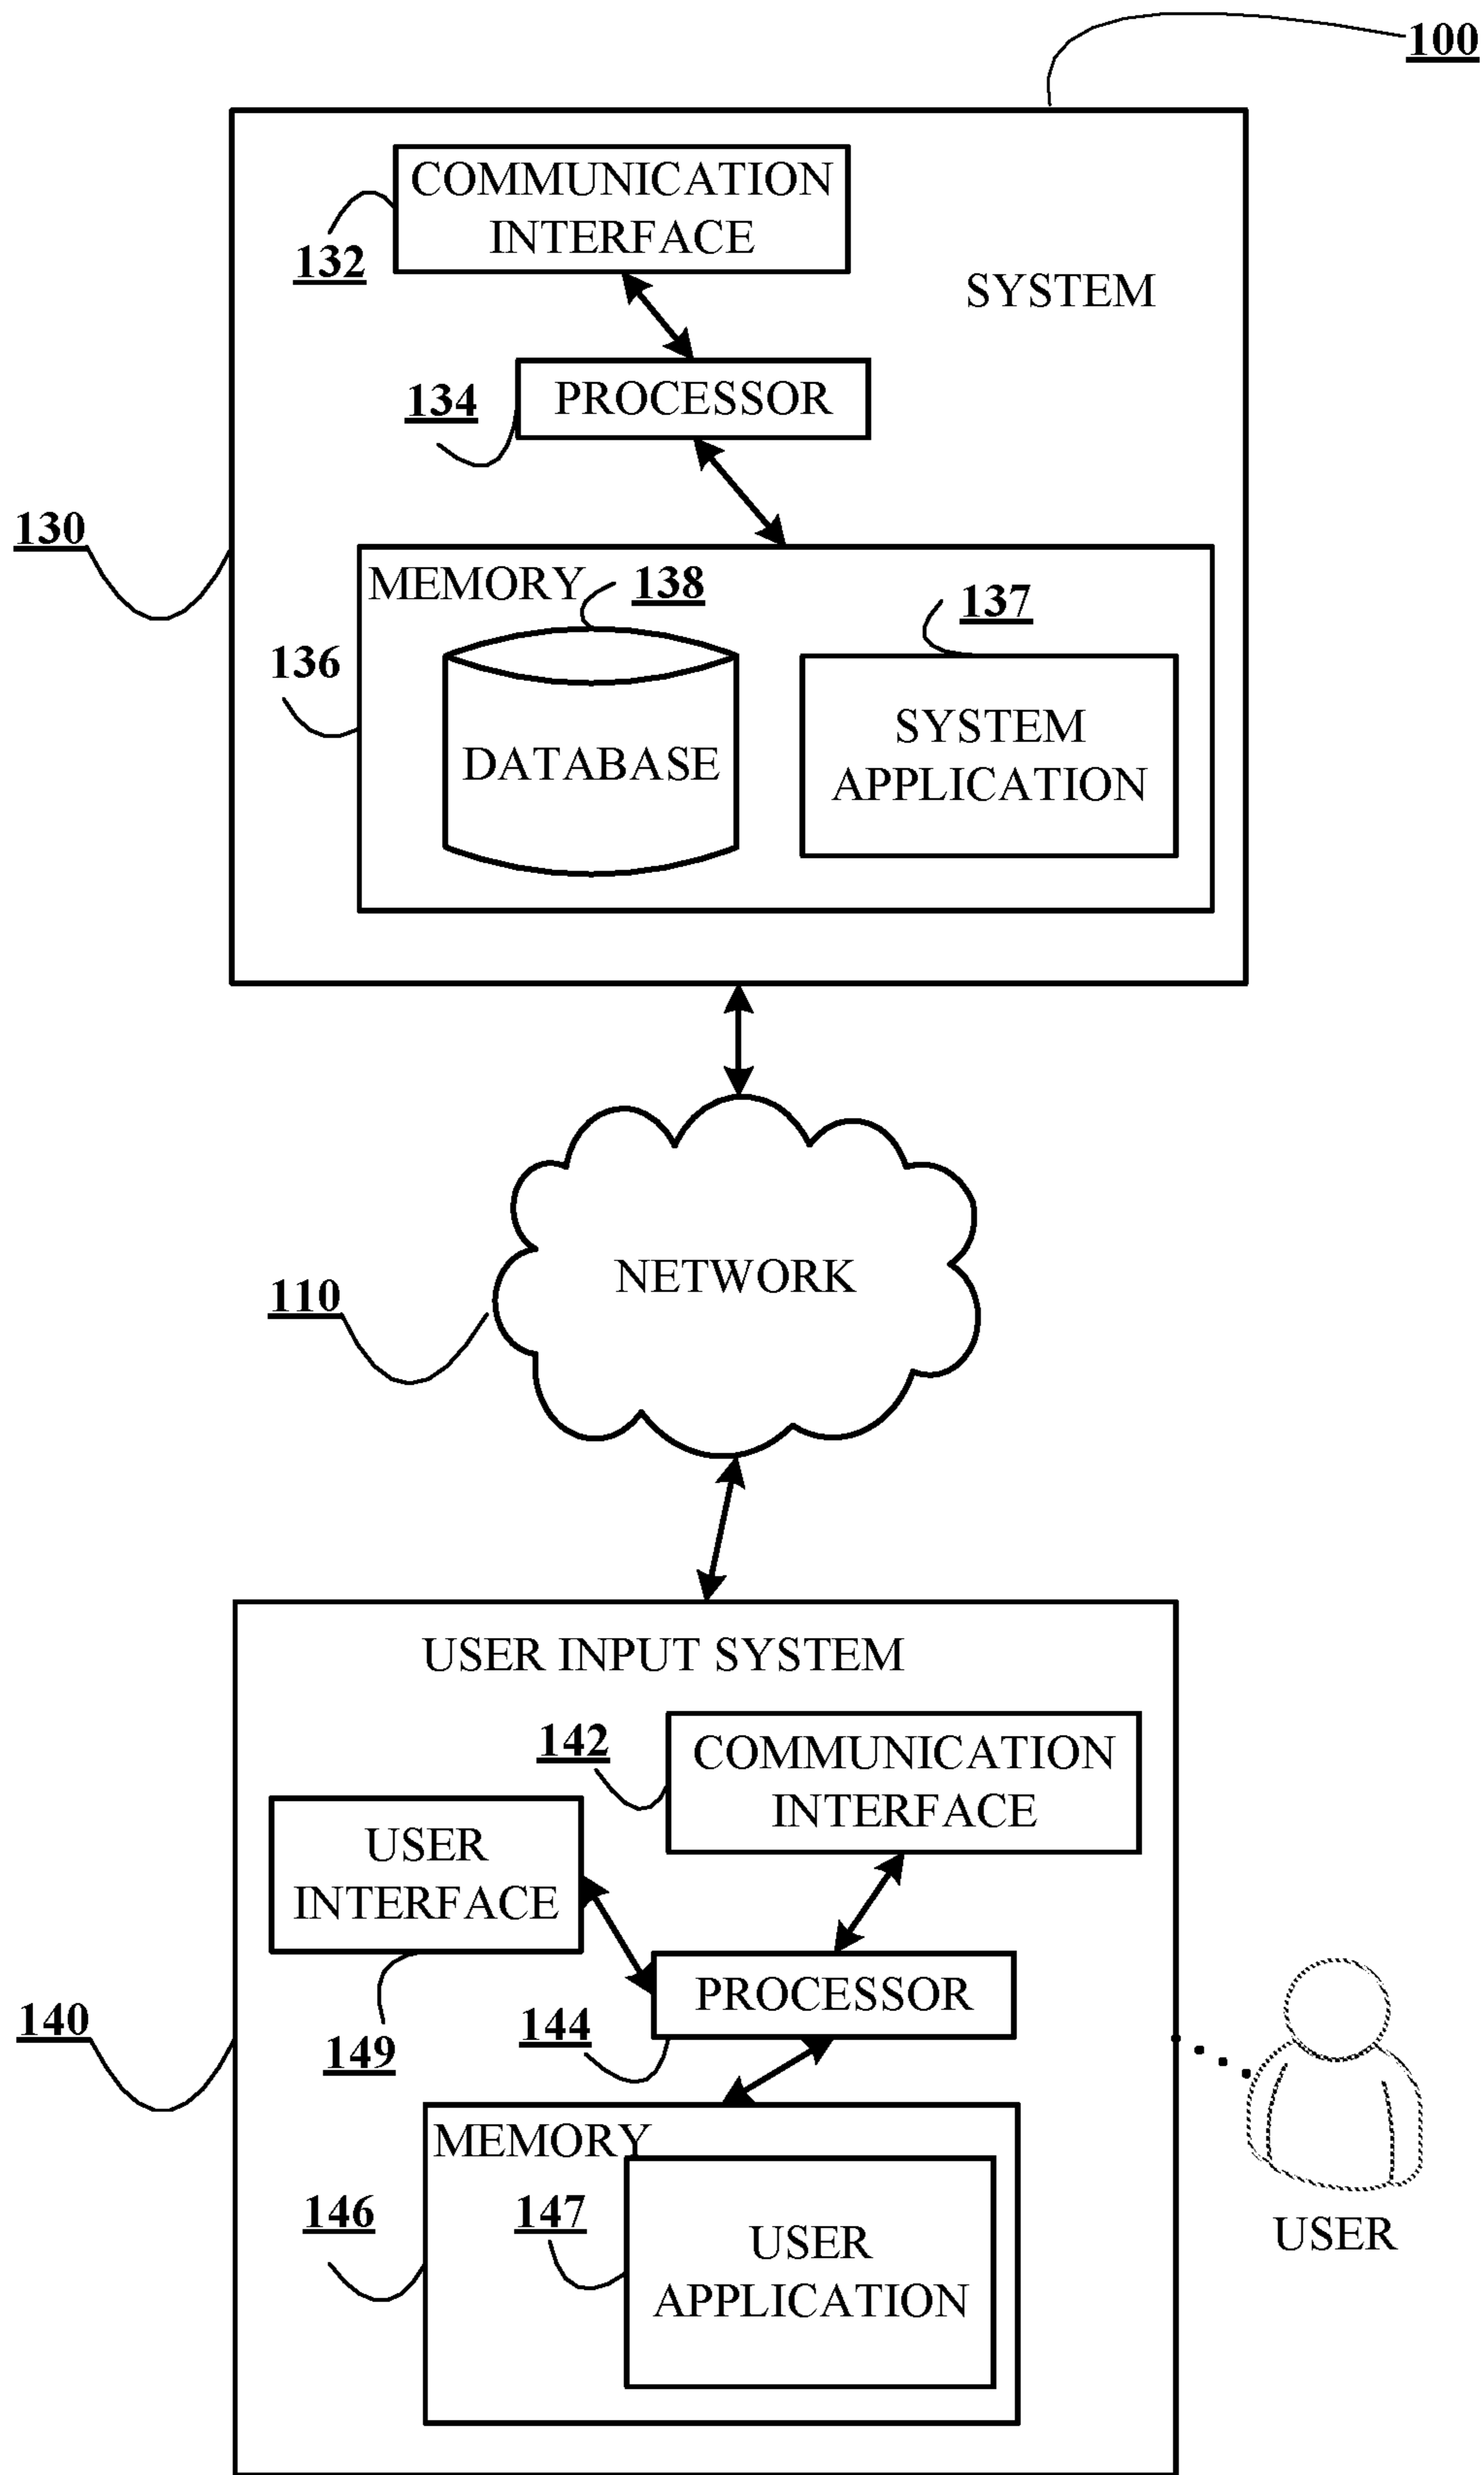 100
COMMUNICATION
INTERFACE
132
SYSTEM
134
PROCESSOR
130
MEMORY
138
137
136
DATABASE
SYSTEM
APPLICATION
NETWORK
110
USER INPUT SYSTEM
142
COMMUNICATION
INTERFACE
USER
INTERFACE
149
PROCESSOR
144
140
MEMORY
146
147
USER
APPLICATION
USER